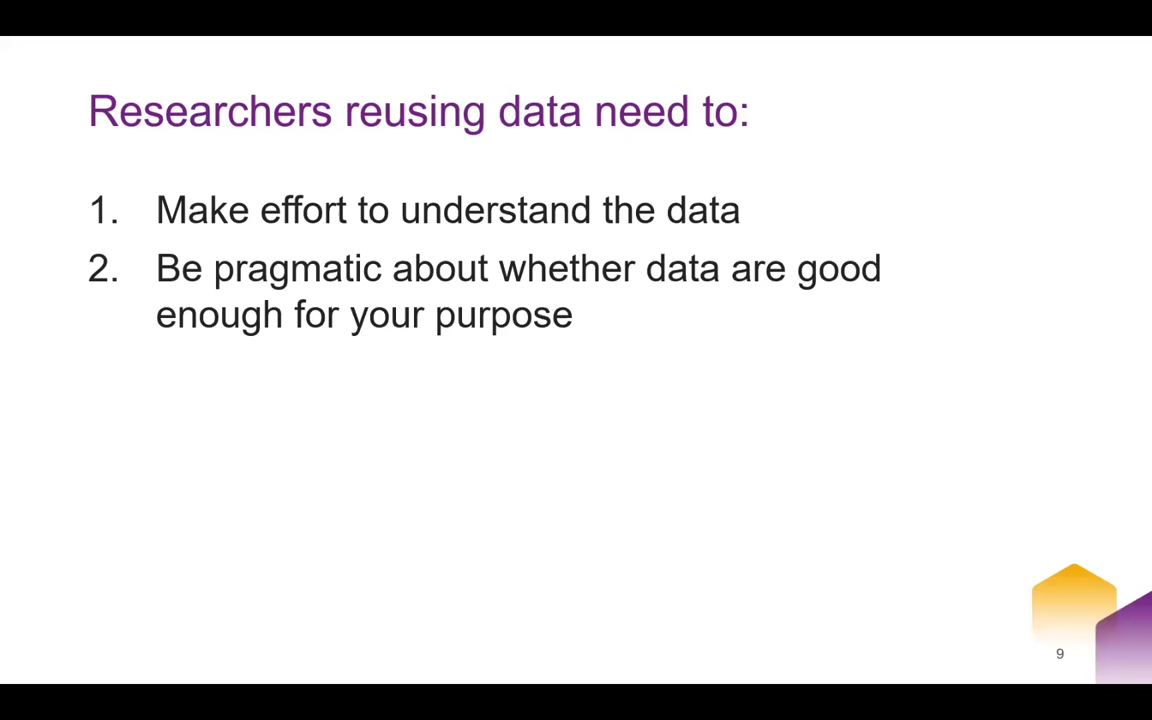 Researchers reusing data need to:
1. Make effort to understand the data
2. Be pragmatic about whether data are good
enough for your purpose
9